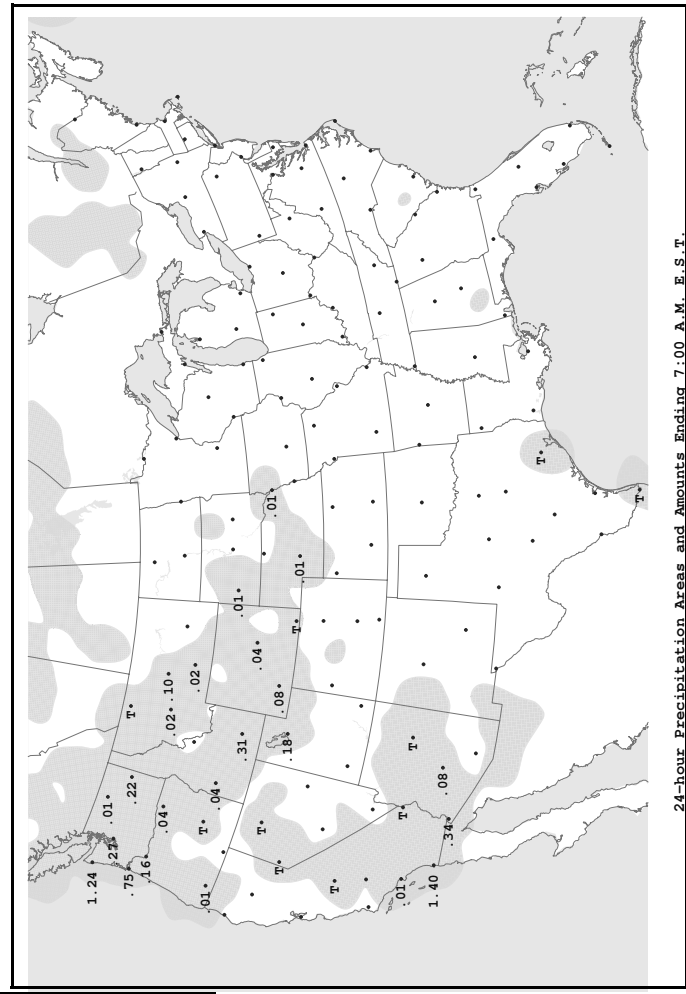 1.24
.01
.27
.75
T
.22
.16
.04
.10
.02
.02
T
.01
.04
.01
.31
.04
T
.01
.08
T
.18
T
.01
T
.01
T
T
1.40
.08
.34
T
T
24-hour Precipitation Areas and Amounts Ending 7:00 A.M. E.S.T.